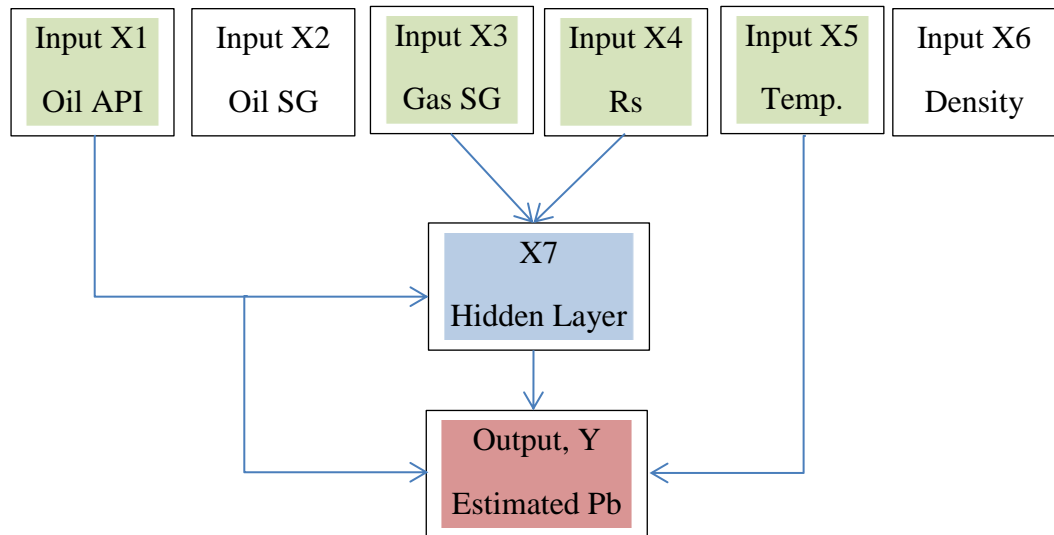 Input X1
Oil API
Input X2
Oil SG
Input X3
Gas SG
Input X4
Rs
Input X5
Temp.
Input X6
Density
X7
Hidden Layer
Output, Y
Estimated Pb